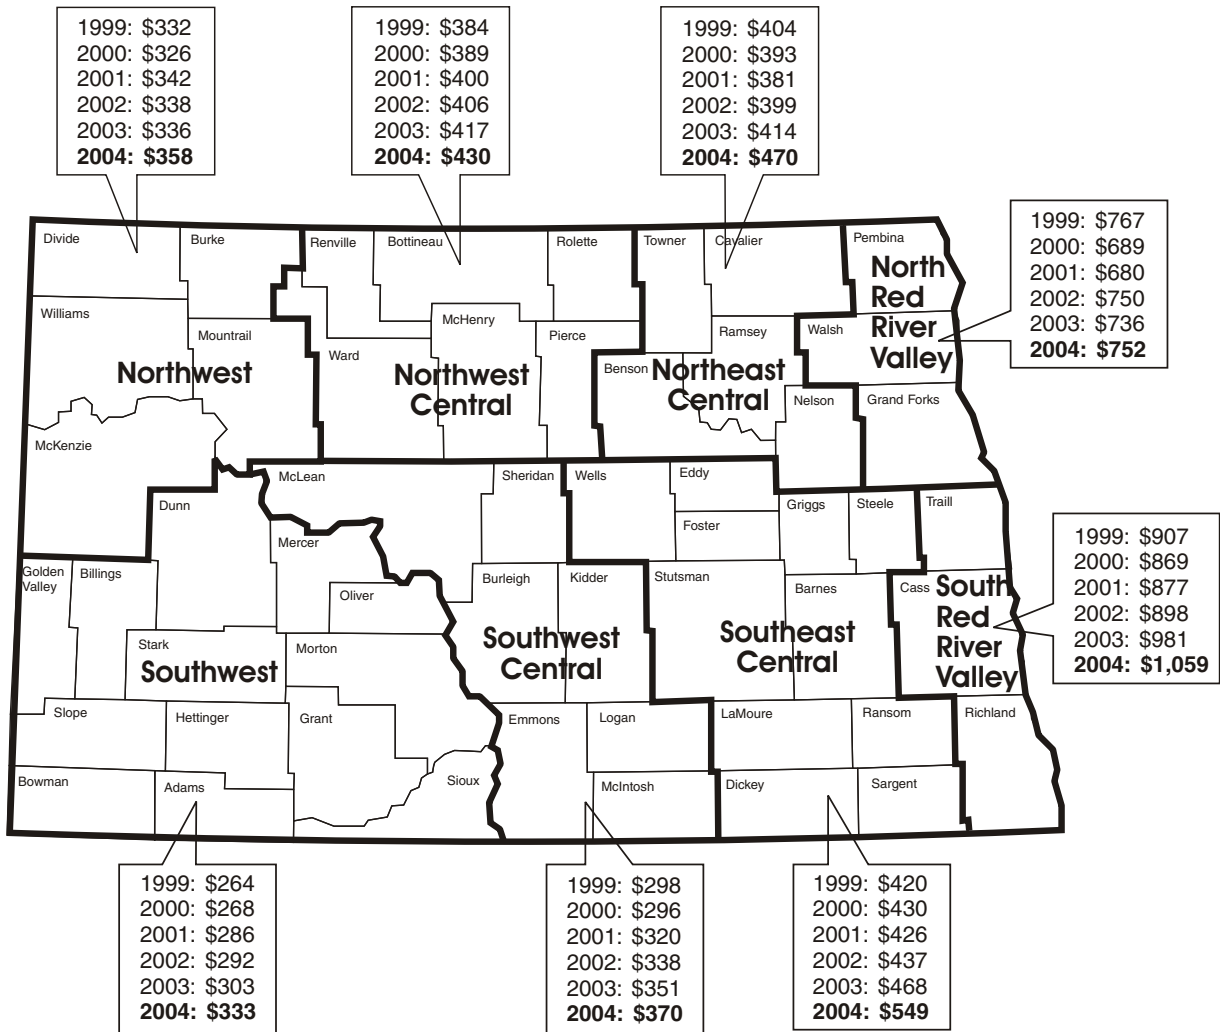 1999: $332
2000: $326
2001: $342
2002: $338
2003: $336
2004: $358
1999: $384
2000: $389
2001: $400
2002: $406
2003: $417
2004: $430
1999: $404
2000: $393
2001: $381
2002: $399
2003: $414
2004: $470
1999: $767
2000: $689
2001: $680
2002: $750
2003: $736
2004: $752
Divide
Burke
Renville
Bottineau
Rolette
Towner
Cavalier
Pembina
North
Red
River
Valley
Williams
Mountrail
McHenry
Ward
Pierce
Ramsey
Walsh
Benson
Nelson
Grand Forks
Northwest
Northwest
Central
Northeast
Central
McKenzie
McLean
Sheridan
Wells
Eddy
Dunn
Foster
Griggs
Steele
Traill
Mercer
Golden
Valley
Billings
Oliver
Burleigh
Kidder
Stutsman
Barnes
Cass
South
Red
River
Valley
1999: $907
2000: $869
2001: $877
2002: $898
2003: $981
2004: $1,059
Stark
Morton
Southwest
Southwest
Central
Southeast
Central
Slope
Hettinger
Grant
Emmons
Logan
LaMoure
Ransom
Richland
Bowman
Adams
Sioux
McIntosh
Dickey
Sargent
1999: $264
2000: $268
2001: $286
2002: $292
2003: $303
2004: $333
1999: $298
2000: $296
2001: $320
2002: $338
2003: $351
2004: $370
1999: $420
2000: $430
2001: $426
2002: $437
2003: $468
2004: $549